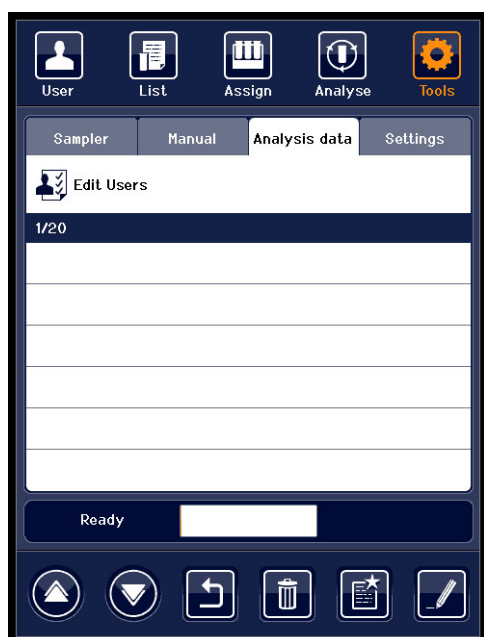 User List Assign Analyse Tools
Sampler Manual Analysis data Settings
Edit Users
1/20
Ready